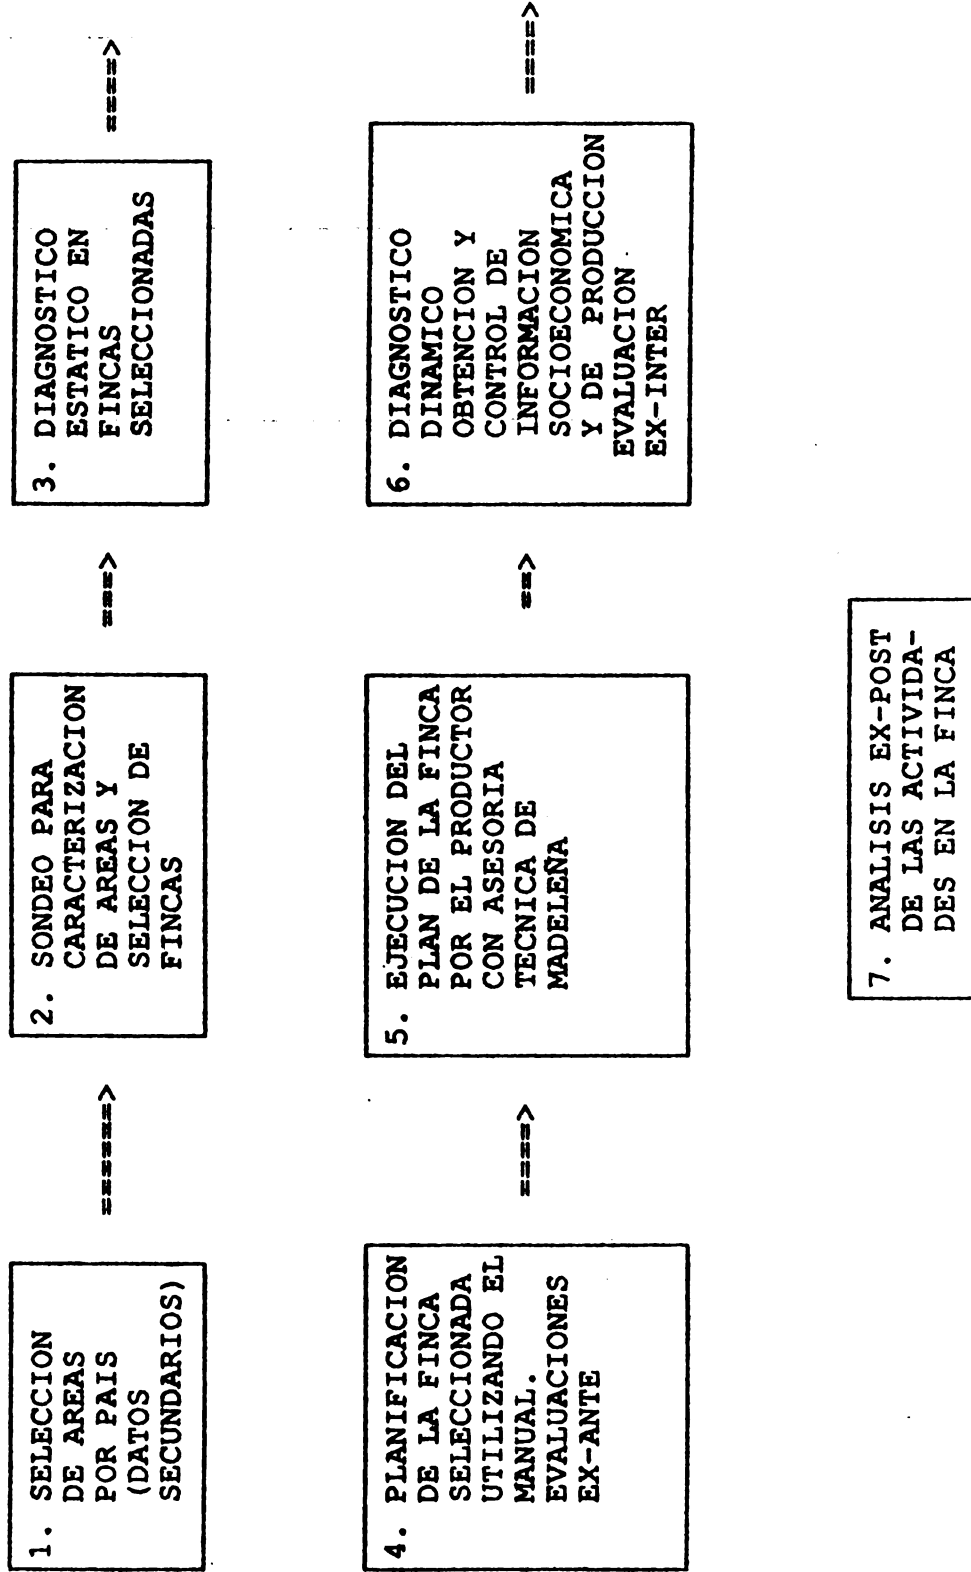 1. SELECCION
DE AREAS
POR PAIS
(DATOS
SECUNDARIOS)
======>
2. SONDEO PARA
CARACTERIZACION
DE AREAS Y
SELECCION DE
FINCAS
===>
3. DIAGNOSTICO
ESTATICO EN
FINCAS
SELECCIONADAS
====>
4. PLANIFICACION
DE LA FINCA
SELECCIONADA
UTILIZANDO EL
MANUAL.
EVALUACIONES
EX-ANTE
====>
5. EJECUCION DEL
PLAN DE LA FINCA
POR EL PRODUCTOR
CON ASESORIA
TECNICA DE
MADELEÑA
==>
6. DIAGNOSTICO
DINAMICO
OBTENCION Y
CONTROL DE
INFORMACION
SOCIOECONOMICA
Y DE PRODUCCION
EVALUACION
EX-INTER
====>
7. ANALISIS EX-POST
DE LAS ACTIVIDA-
DES EN LA FINCA